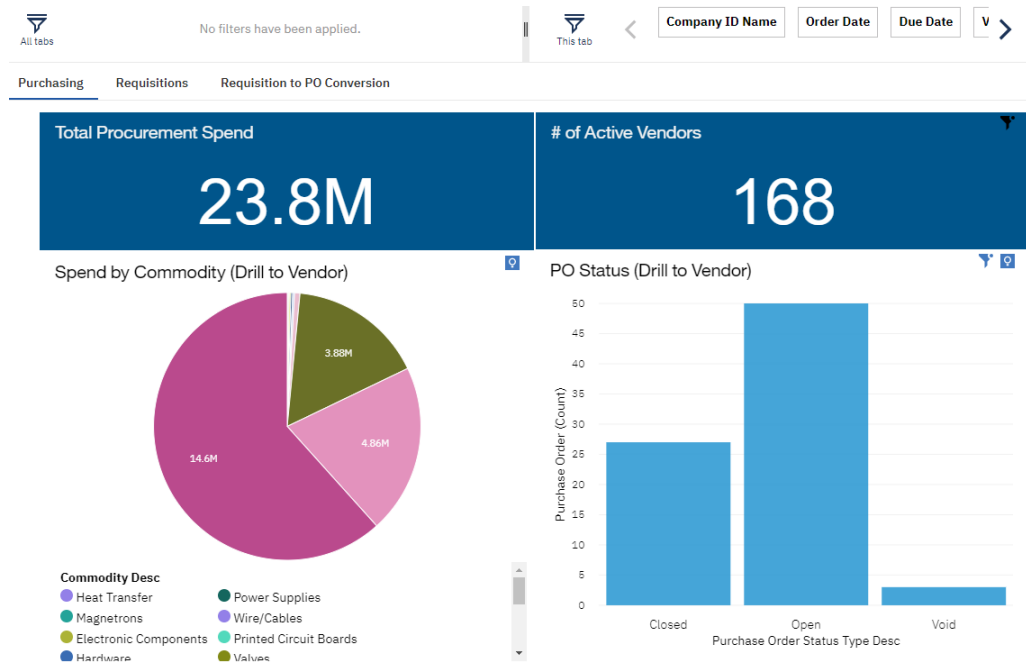 All tabs
No filters have been applied.
This tab
Company ID Name
Order Date
Due Date
V
Purchasing
Requisitions
Requisition to PO Conversion
Total Procurement Spend
23.8M
# of Active Vendors
168
Spend by Commodity (Drill to Vendor)
3.88M
4.86M
14.6M
Commodity Desc
Heat Transfer
Power Supplies
Magnetrons
Wire/Cables
Electronic Components
Printed Circuit Boards
Hardware
Valves
PO Status (Drill to Vendor)
Purchase Order (Count)
50
45
40
35
30
25
20
15
10
5
0
Closed
Open
Void
Purchase Order Status Type Desc